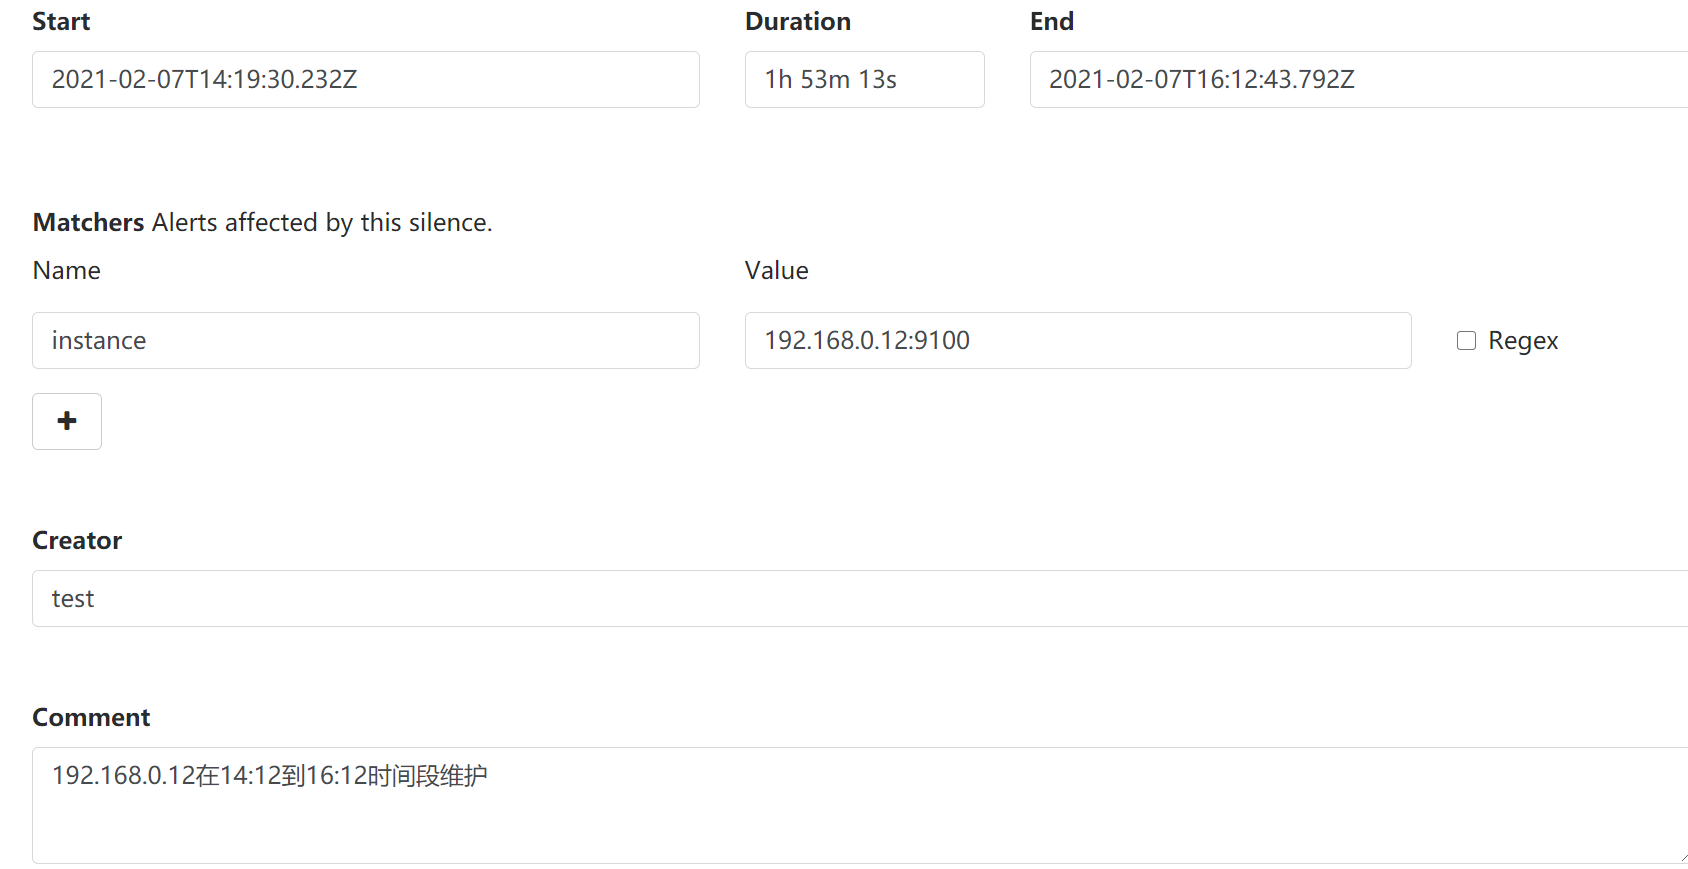 Start Duration End
2021-02-07T14:19:30.232Z 1h 53m 13s 2021-02-07T16:12:43.792Z
Matchers Alerts affected by this silence.
Name Value
instance 192.168.0.12:9100 Regex
+
Creator
test
Comment
192.168.0.12在14:12到16:12时间段维护